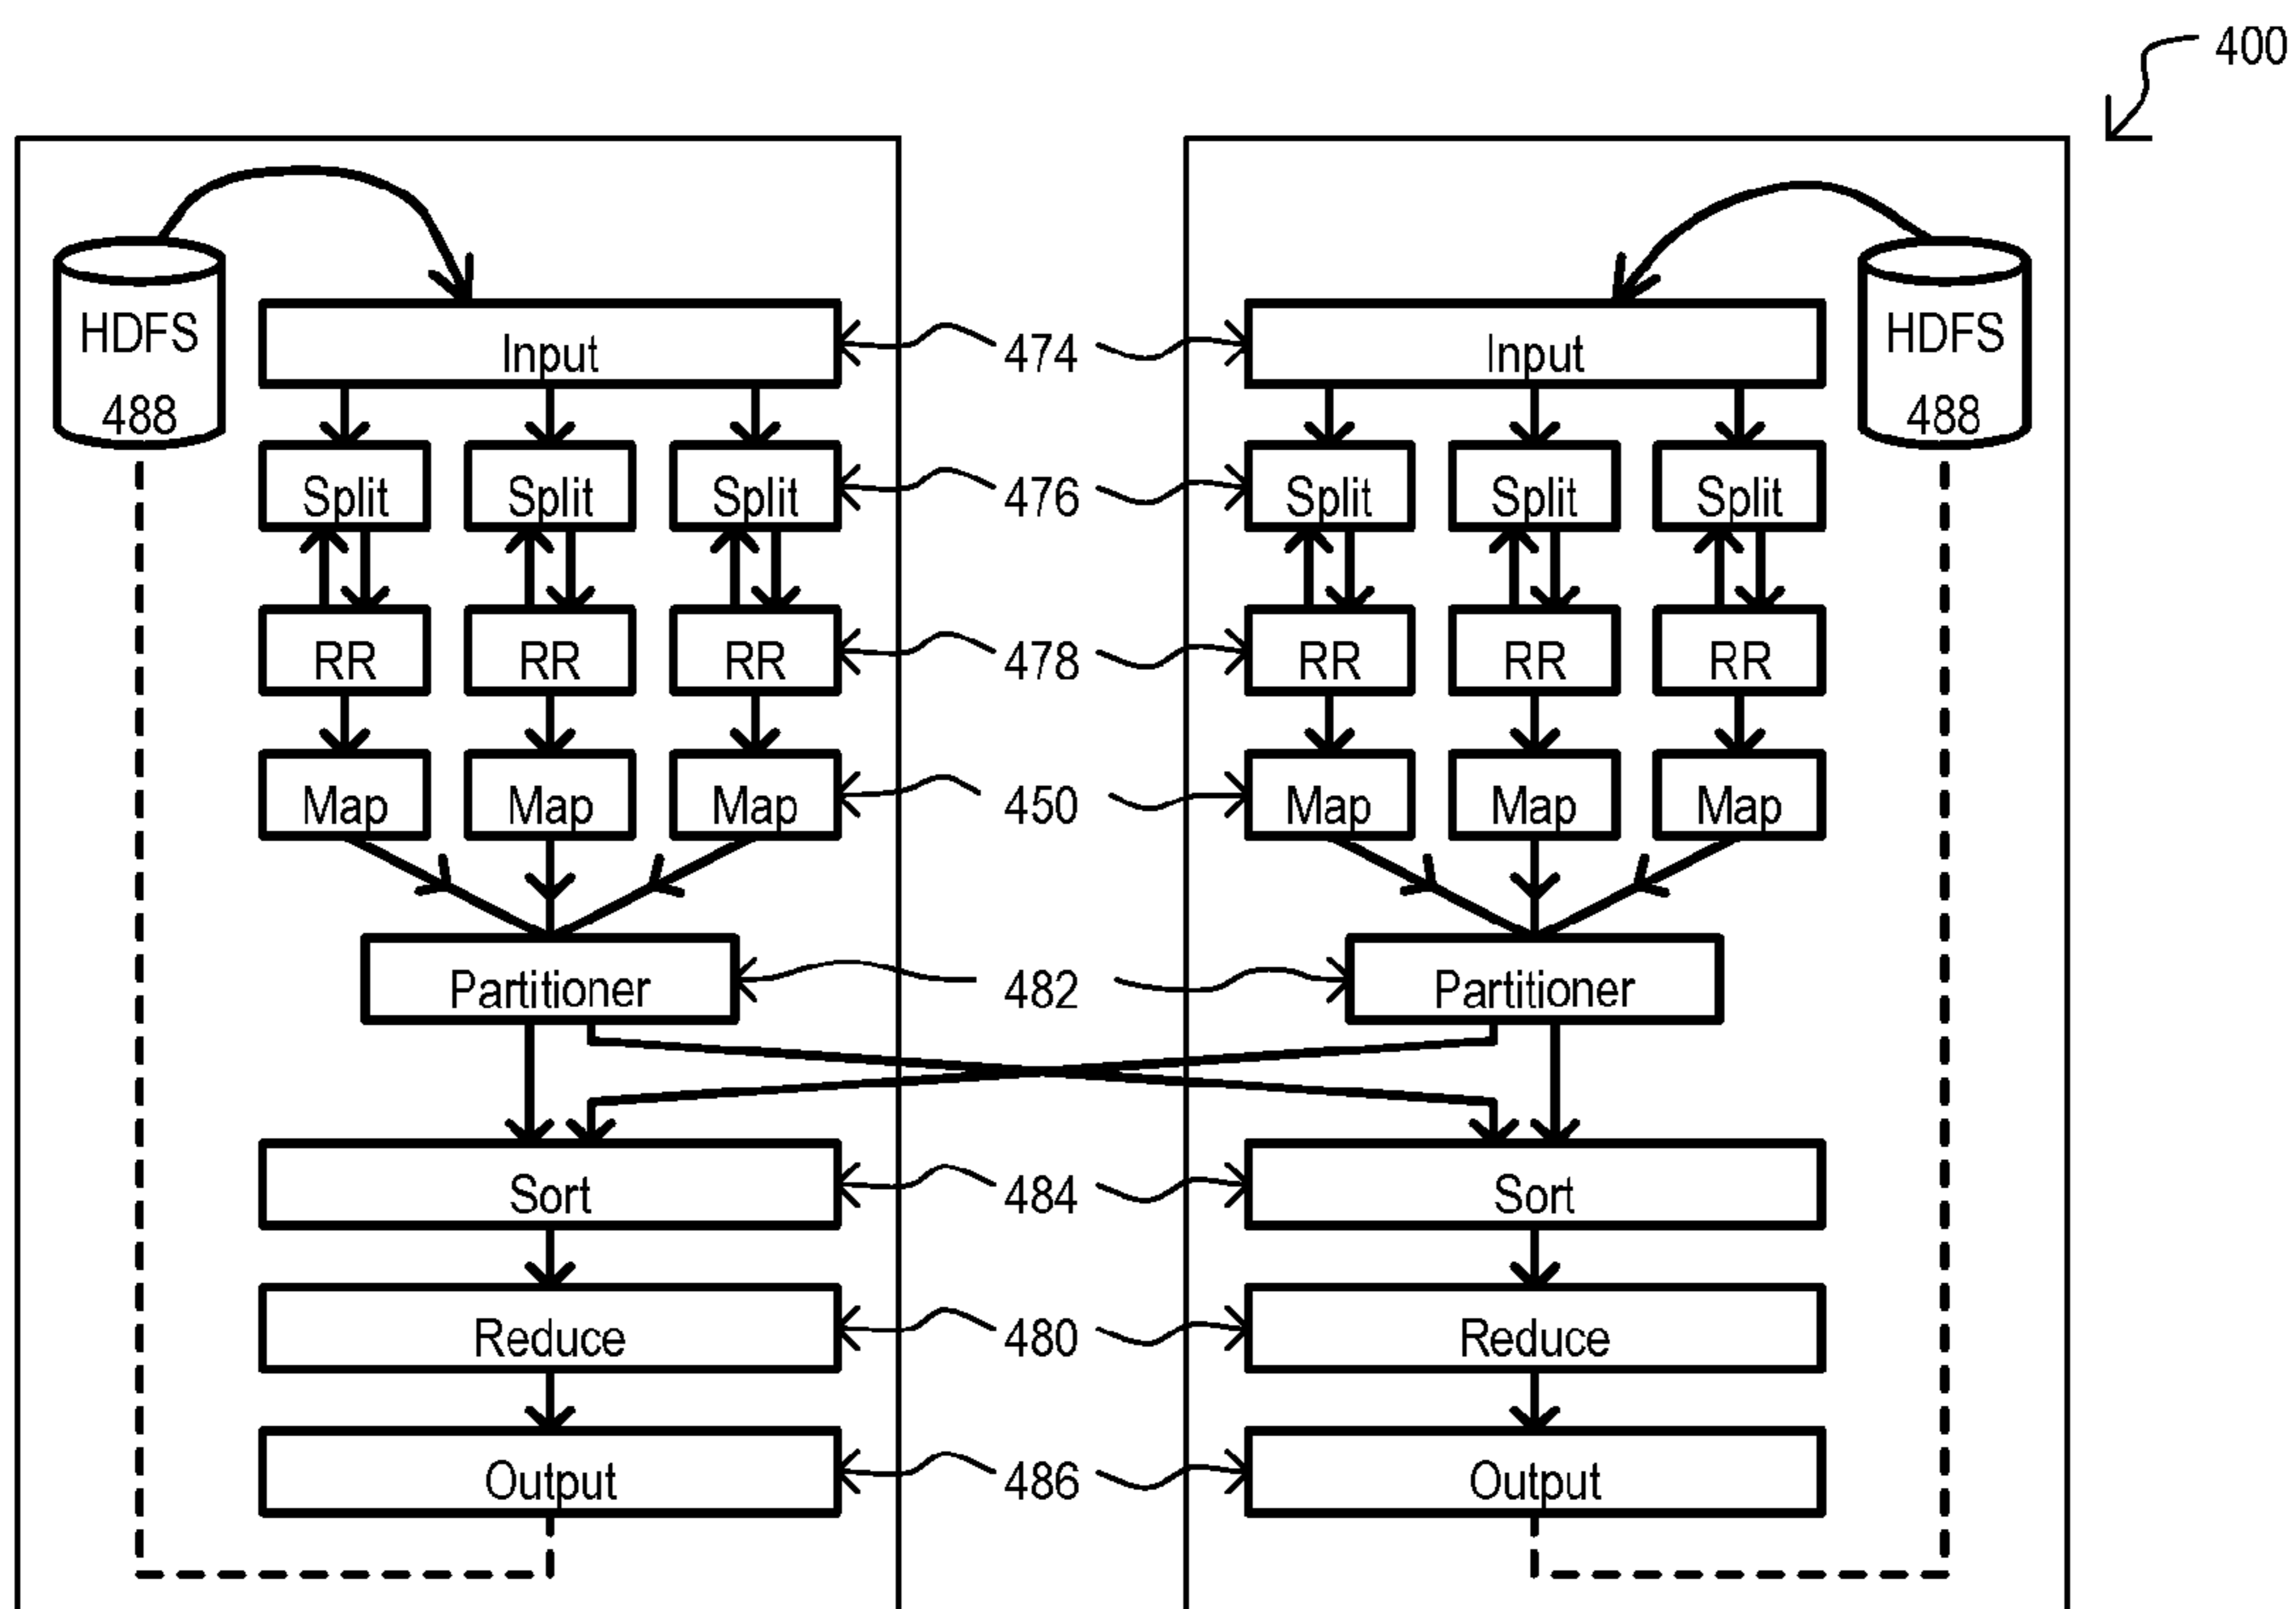 400
HDFS
488
Input
474
Input
HDFS
488
Split Split Split
476
Split Split Split
RR RR RR
478
RR RR RR
Map Map Map
450
Map Map Map
Partitioner
482
Partitioner
Sort
484
Sort
Reduce
480
Reduce
Output
486
Output